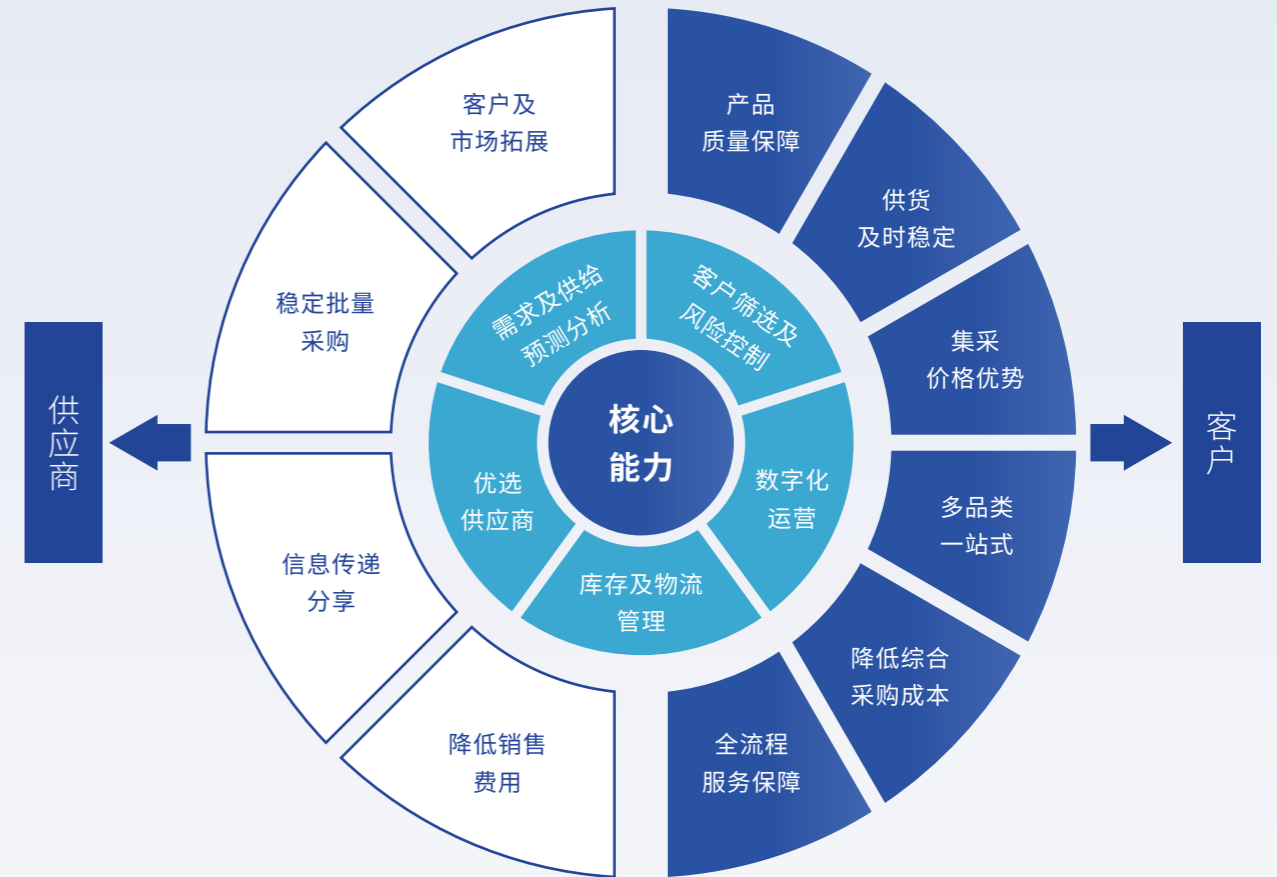 客户及
市场拓展
稳定批量
采购
信息传递
分享
降低销售
费用
供应商
需求及供给
预测分析
客户筛选及
风险控制
优选
供应商
数字化
运营
库存及物流
管理
核心
能力
产品
质量保障
供货
及时稳定
集采
价格优势
多品类
一站式
降低综合
采购成本
全流程
服务保障
客户